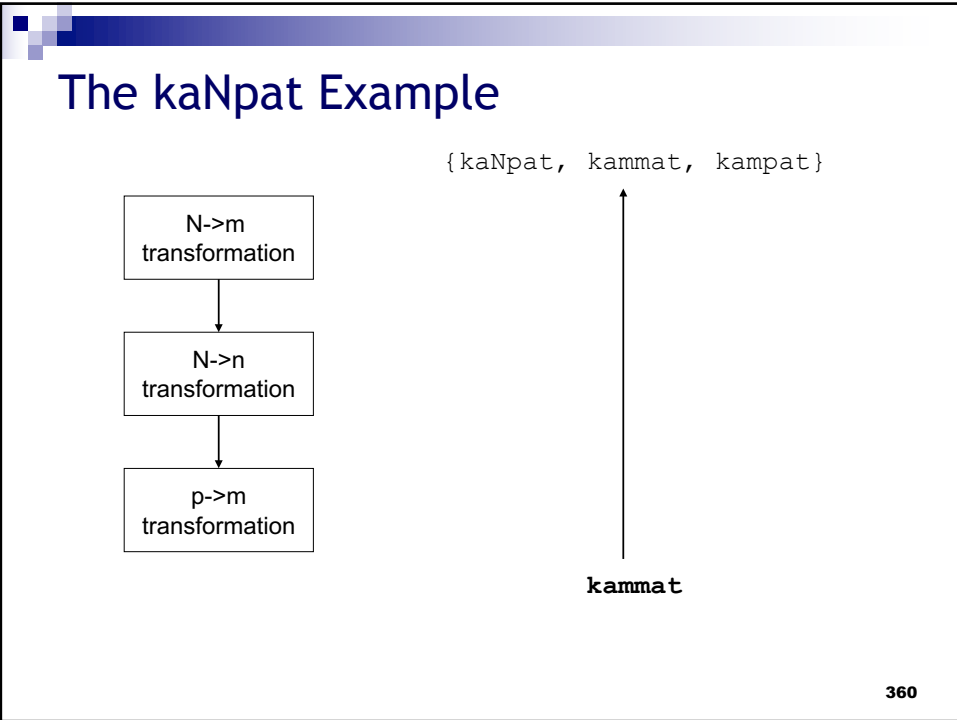 The kaNpat Example
{kaNpat, kammat, kampat}
N->m
transformation
N->n
transformation
p->m
transformation
kammat
360